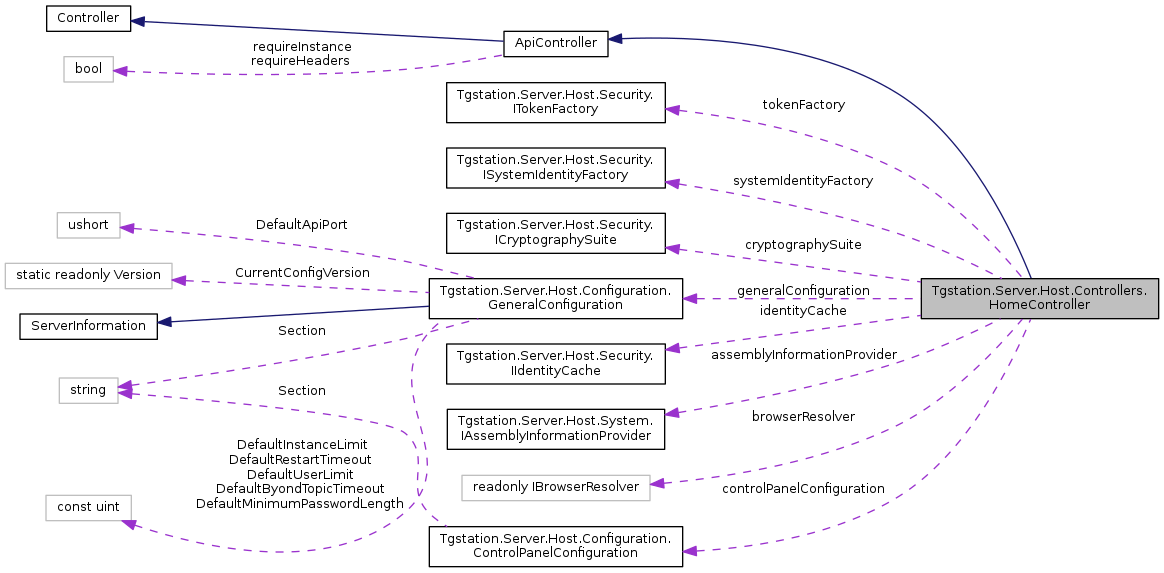 Controller
ApiController
requireInstance
requireHeaders
bool
Tgstation.Server.Host.Security.
ITokenFactory
tokenFactory
Tgstation.Server.Host.Security.
ISystemIdentityFactory
systemIdentityFactory
ushort
DefaultApiPort
Tgstation.Server.Host.Security.
ICryptographySuite
cryptographySuite
static readonly Version
CurrentConfigVersion
Tgstation.Server.Host.Configuration.
GeneralConfiguration
generalConfiguration
Tgstation.Server.Host.Controllers.
HomeController
identityCache
ServerInformation
Section
Tgstation.Server.Host.Security.
IIdentityCache
assemblyInformationProvider
string
Section
Tgstation.Server.Host.System.
IAssemblyInformationProvider
browserResolver
DefaultInstanceLimit
DefaultRestartTimeout
DefaultUserLimit
DefaultByondTopicTimeout
DefaultMinimumPasswordLength
readonly IBrowserResolver
controlPanelConfiguration
const uint
Tgstation.Server.Host.Configuration.
ControlPanelConfiguration